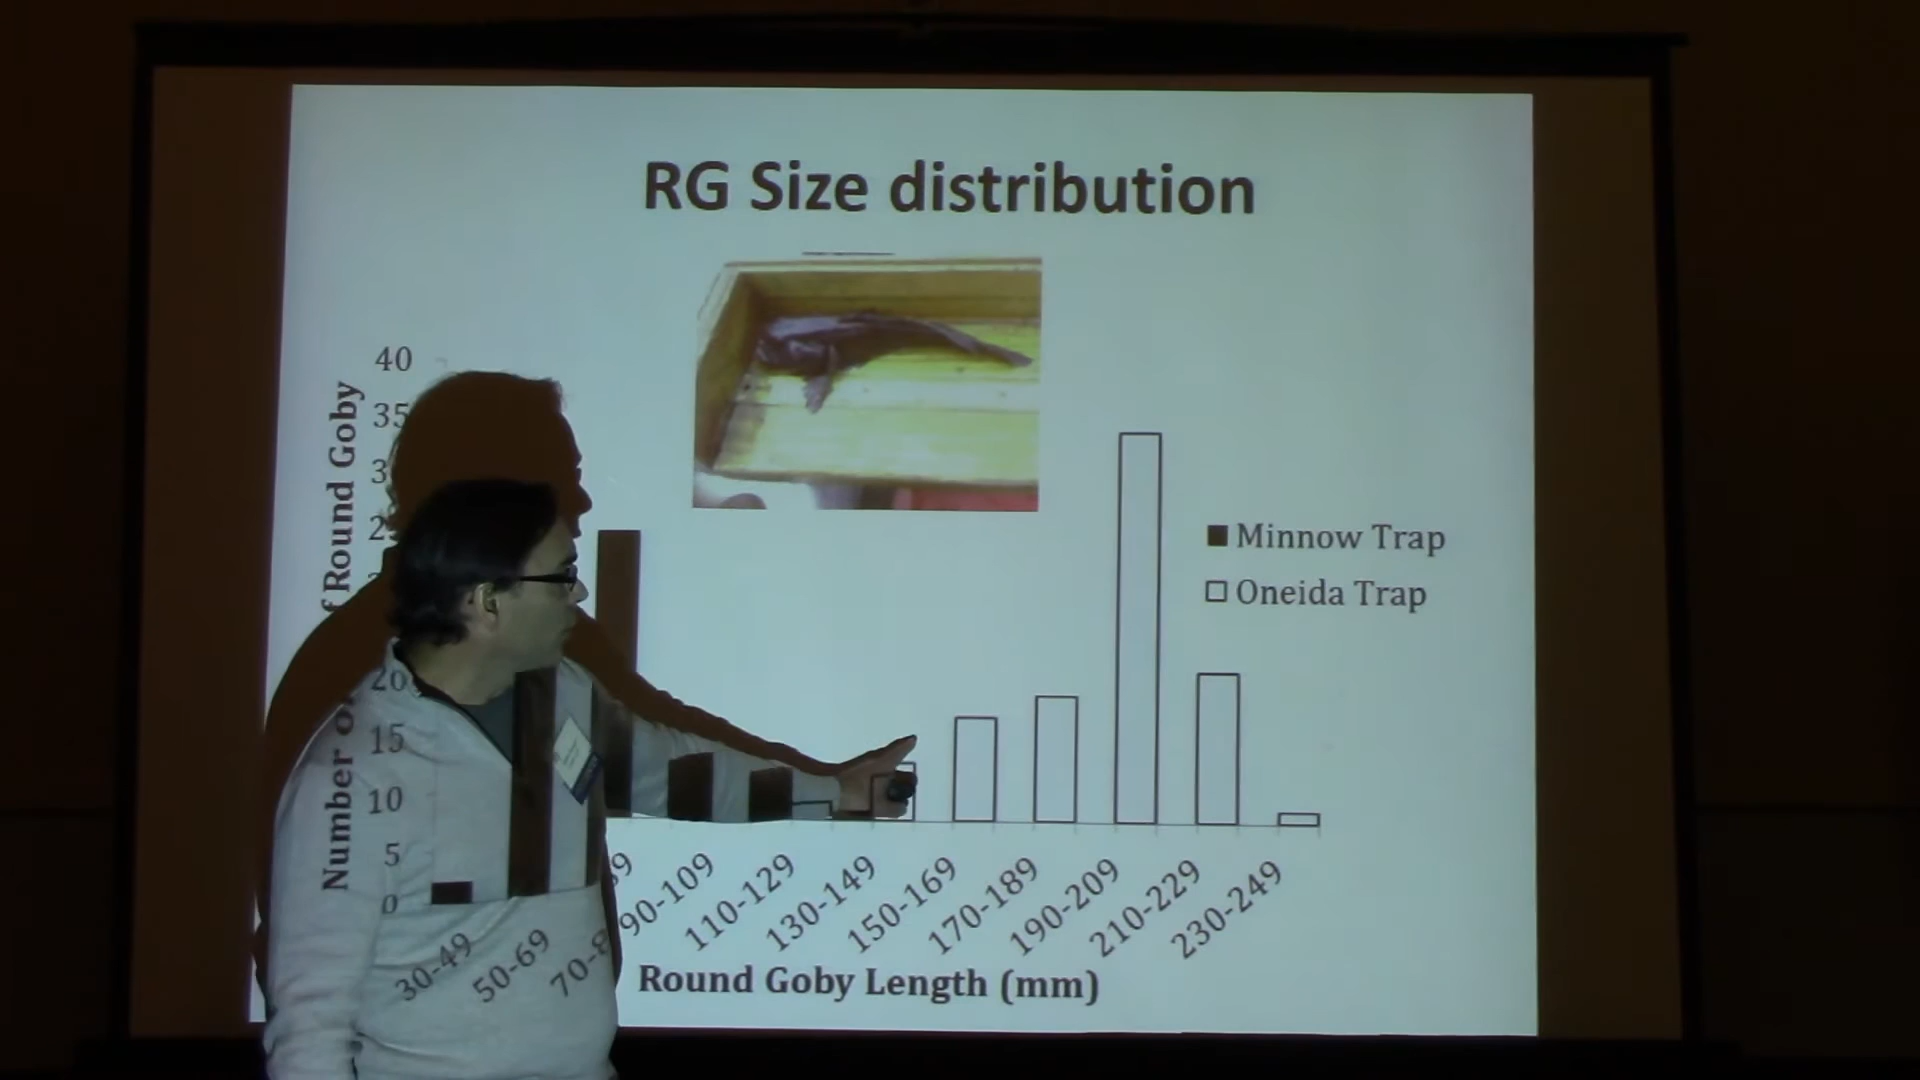 RG Size distribution
40
35
20
15
10
5
0
Round Goby
Number
Minnow Trap
Oneida Trap
30-49
50-69
90-109
110-129
130-149
150-169
170-189
190-209
210-229
230-249
Round Goby Length (mm)